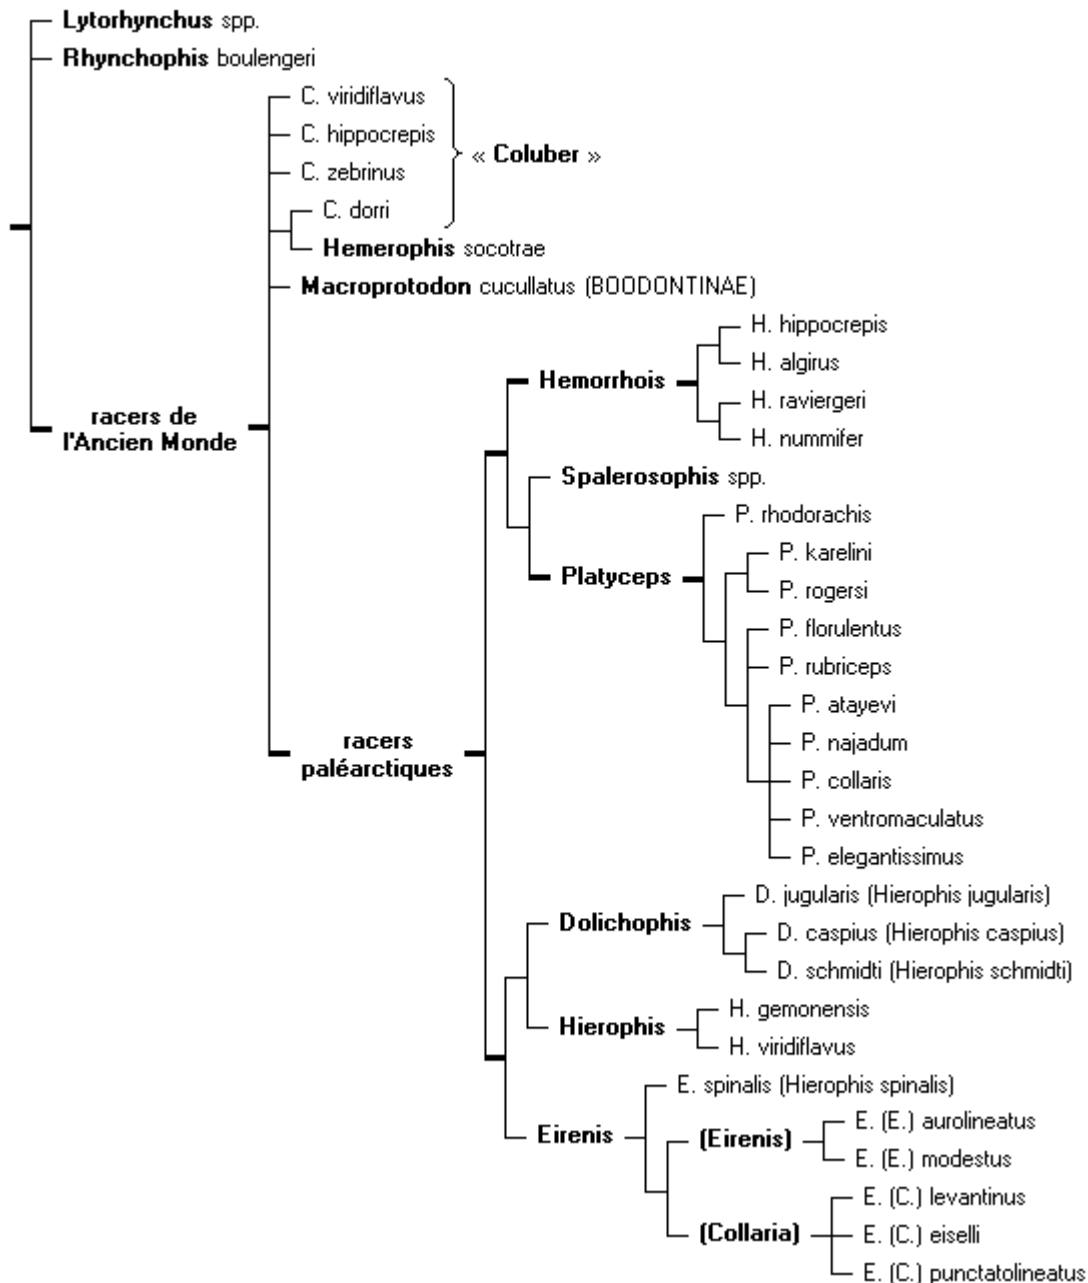 Lytorhynchus spp.
Rhynchophis boulengeri
C. viridiflavus
C. hippocrepis
« Coluber »
C. zebrinus
C. dorri
Hemerophis socotrae
Macroprotodon cucullatus (BOODONTINAE)
H. hippocrepis
H. algirus
Hemorrhois
H. raviergeri
H. nummifer
racers de
l'Ancien Monde
Spalerosophis spp.
P. rhodorachis
P. karelini
Platyceps
P. rogersi
P. florulentus
P. rubriceps
P. atayevi
P. najadum
racers
paléarctiques
P. collaris
P. ventromaculatus
P. elegantissimus
D. jugularis (Hierophis jugularis)
Dolichophis
D. caspius (Hierophis caspius)
D. schmidti (Hierophis schmidti)
H. gemonensis
Hierophis
H. viridiflavus
E. spinalis (Hierophis spinalis)
E. (E.) aurolineatus
(Eirenis)
Eirenis
E. (E.) modestus
E. (C.) levantinus
(Collaria)
E. (C.) eiselli
E. (C.) punctatolineatus